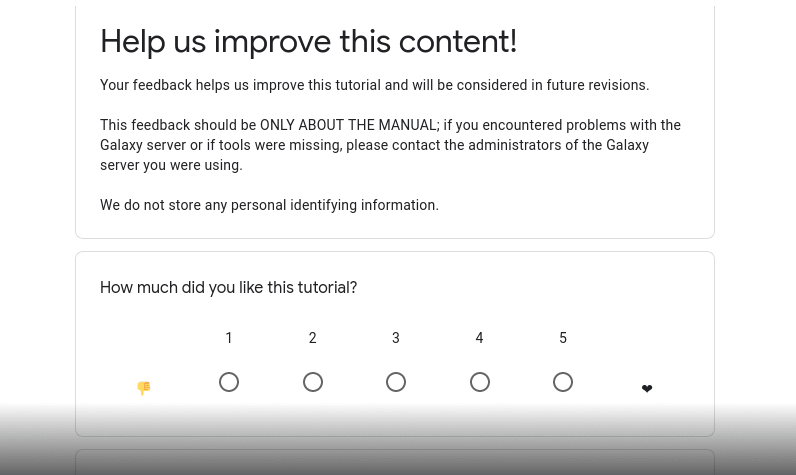 Help us improve this content!
Your feedback helps us improve this tutorial and will be considered in future revisions.
This feedback should be ONLY ABOUT THE MANUAL; if you encountered problems with the
Galaxy server or if tools were missing, please contact the administrators of the Galaxy
server you were using.
We do not store any personal identifying information.
How much did you like this tutorial?
1 2 3 4 5